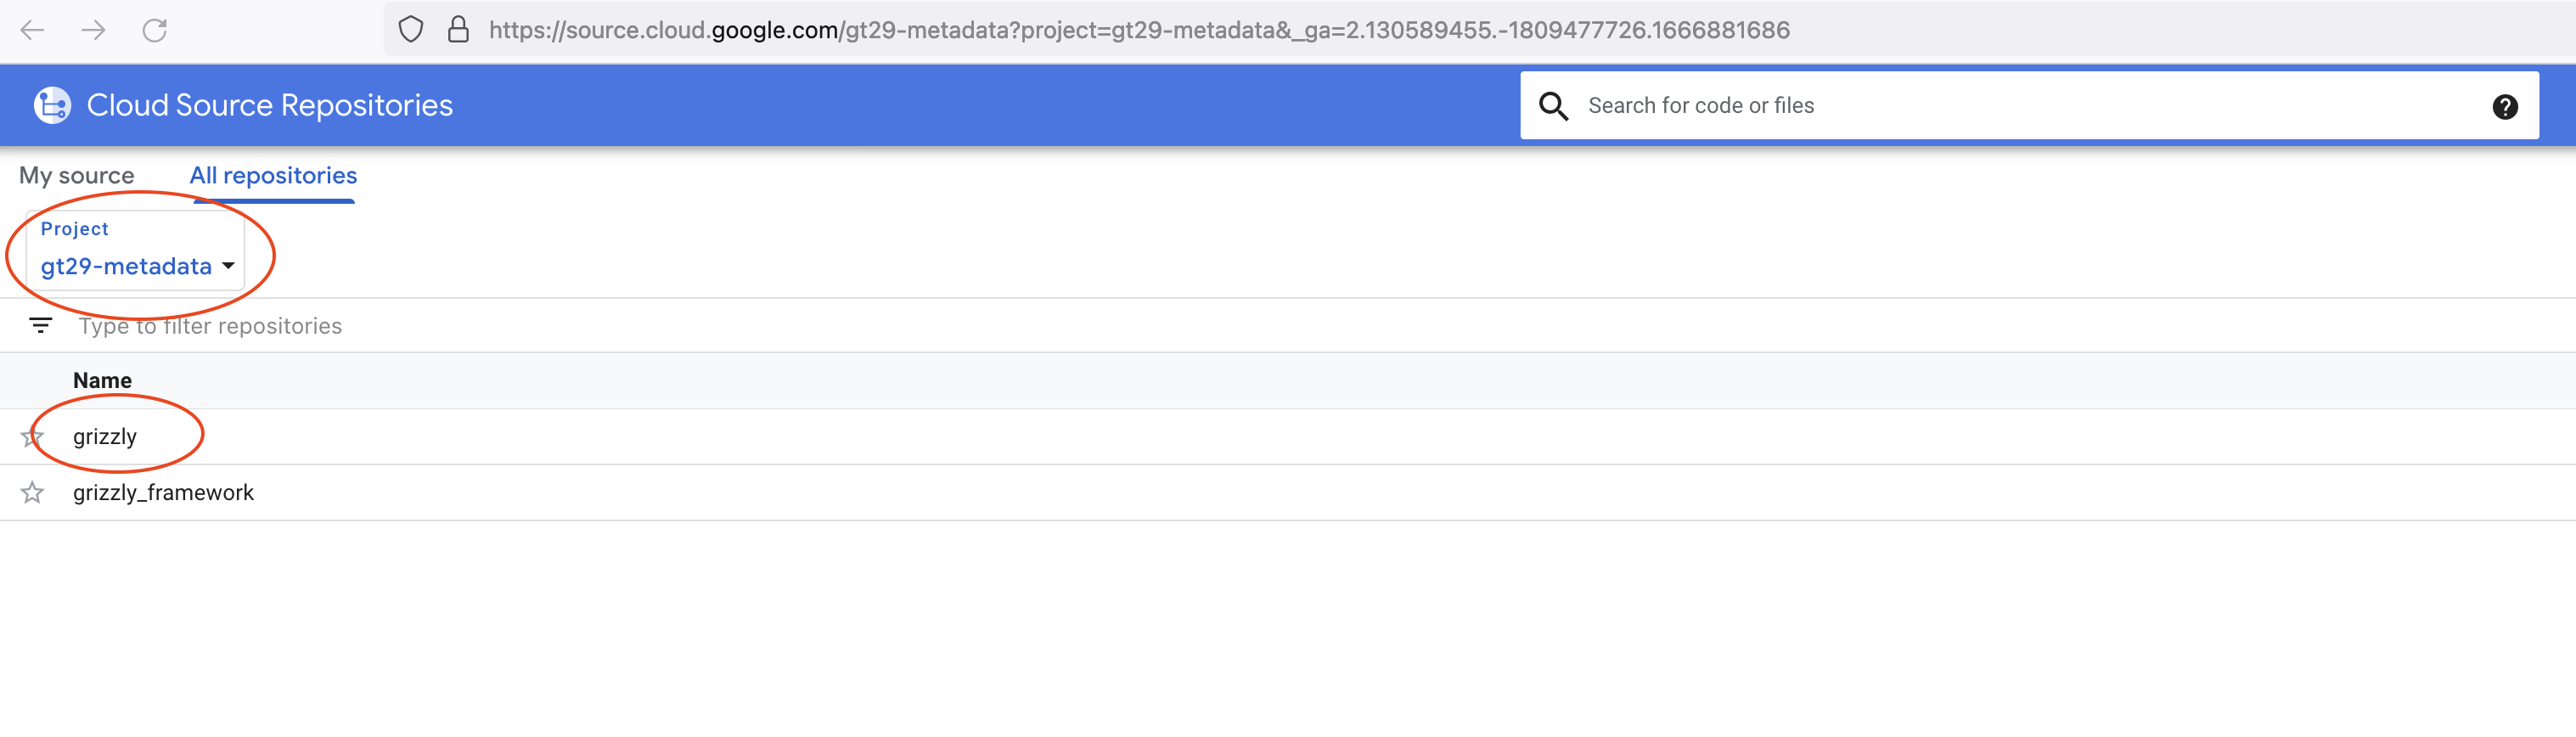 https://source.cloud.google.com/gt29-metadata?project=gt29-metadata&_ga=2.130589455.-1809477726.1666881686
Cloud Source Repositories
Search for code or files
My source All repositories
Project
gt29-metadata
Type to filter repositories
Name
grizzly
grizzly_framework